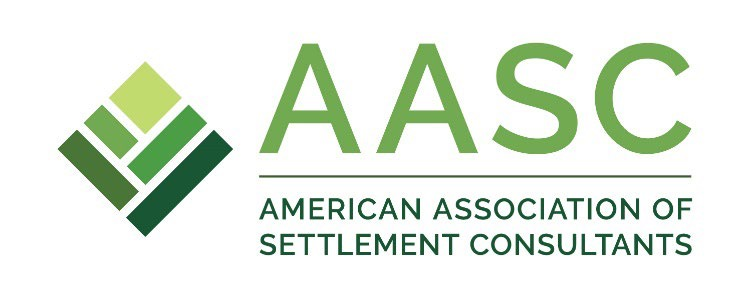 AASC
AMERICAN ASSOCIATION OF
SETTLEMENT CONSULTANTS